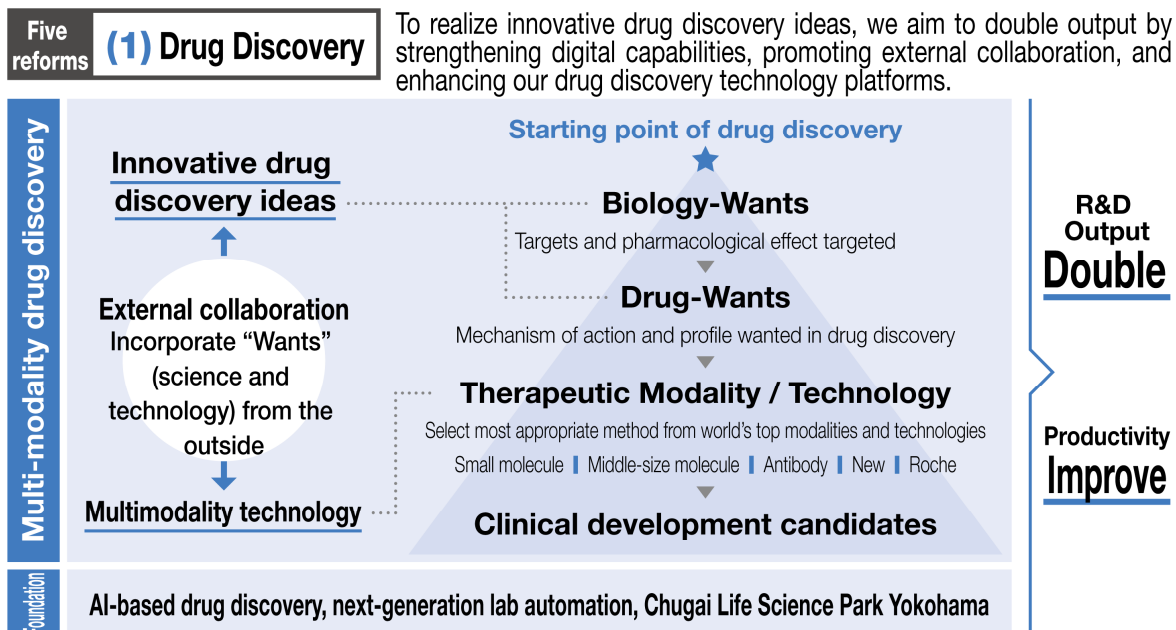 Five
reforms
(1) Drug Discovery
To realize innovative drug discovery ideas, we aim to double output by
strengthening digital capabilities, promoting external collaboration, and
enhancing our drug discovery technology platforms.
Multi-modality drug discovery
Innovative drug
discovery ideas
External collaboration
Incorporate “Wants”
(science and
technology) from the
outside
Multimodality technology
Starting point of drug discovery
Biology-Wants
Targets and pharmacological effect targeted
Drug-Wants
Mechanism of action and profile wanted in drug discovery
Therapeutic Modality / Technology
Select most appropriate method from world’s top modalities and technologies
Small molecule | Middle-size molecule | Antibody | New | Roche
Clinical development candidates
R&D
Output
Double
Productivity
Improve
Foundation
AI-based drug discovery, next-generation lab automation, Chugai Life Science Park Yokohama